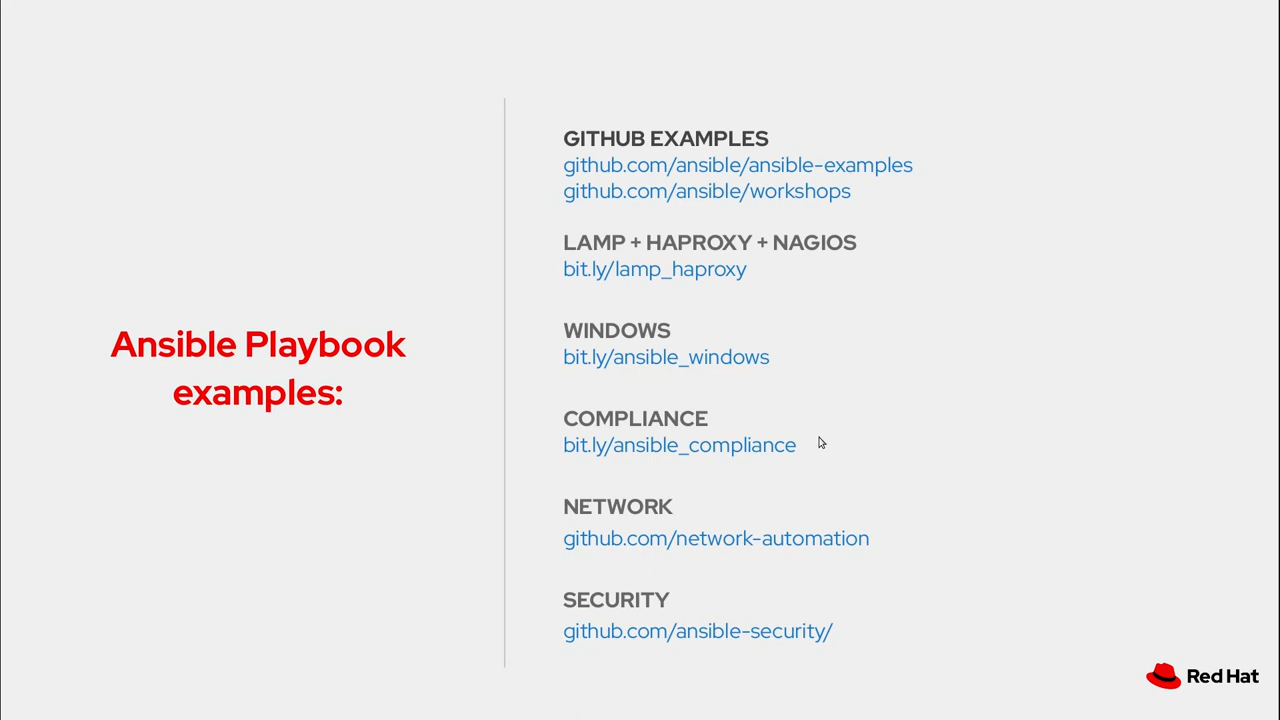 Ansible Playbook
examples:
GITHUB EXAMPLES
github.com/ansible/ansible-examples
github.com/ansible/workshops
LAMP + HAPROXY + NAGIOS
bit.ly/lamp_haproxy
WINDOWS
bit.ly/ansible_windows
COMPLIANCE
bit.ly/ansible_compliance
NETWORK
github.com/network-automation
SECURITY
github.com/ansible-security/
Red Hat